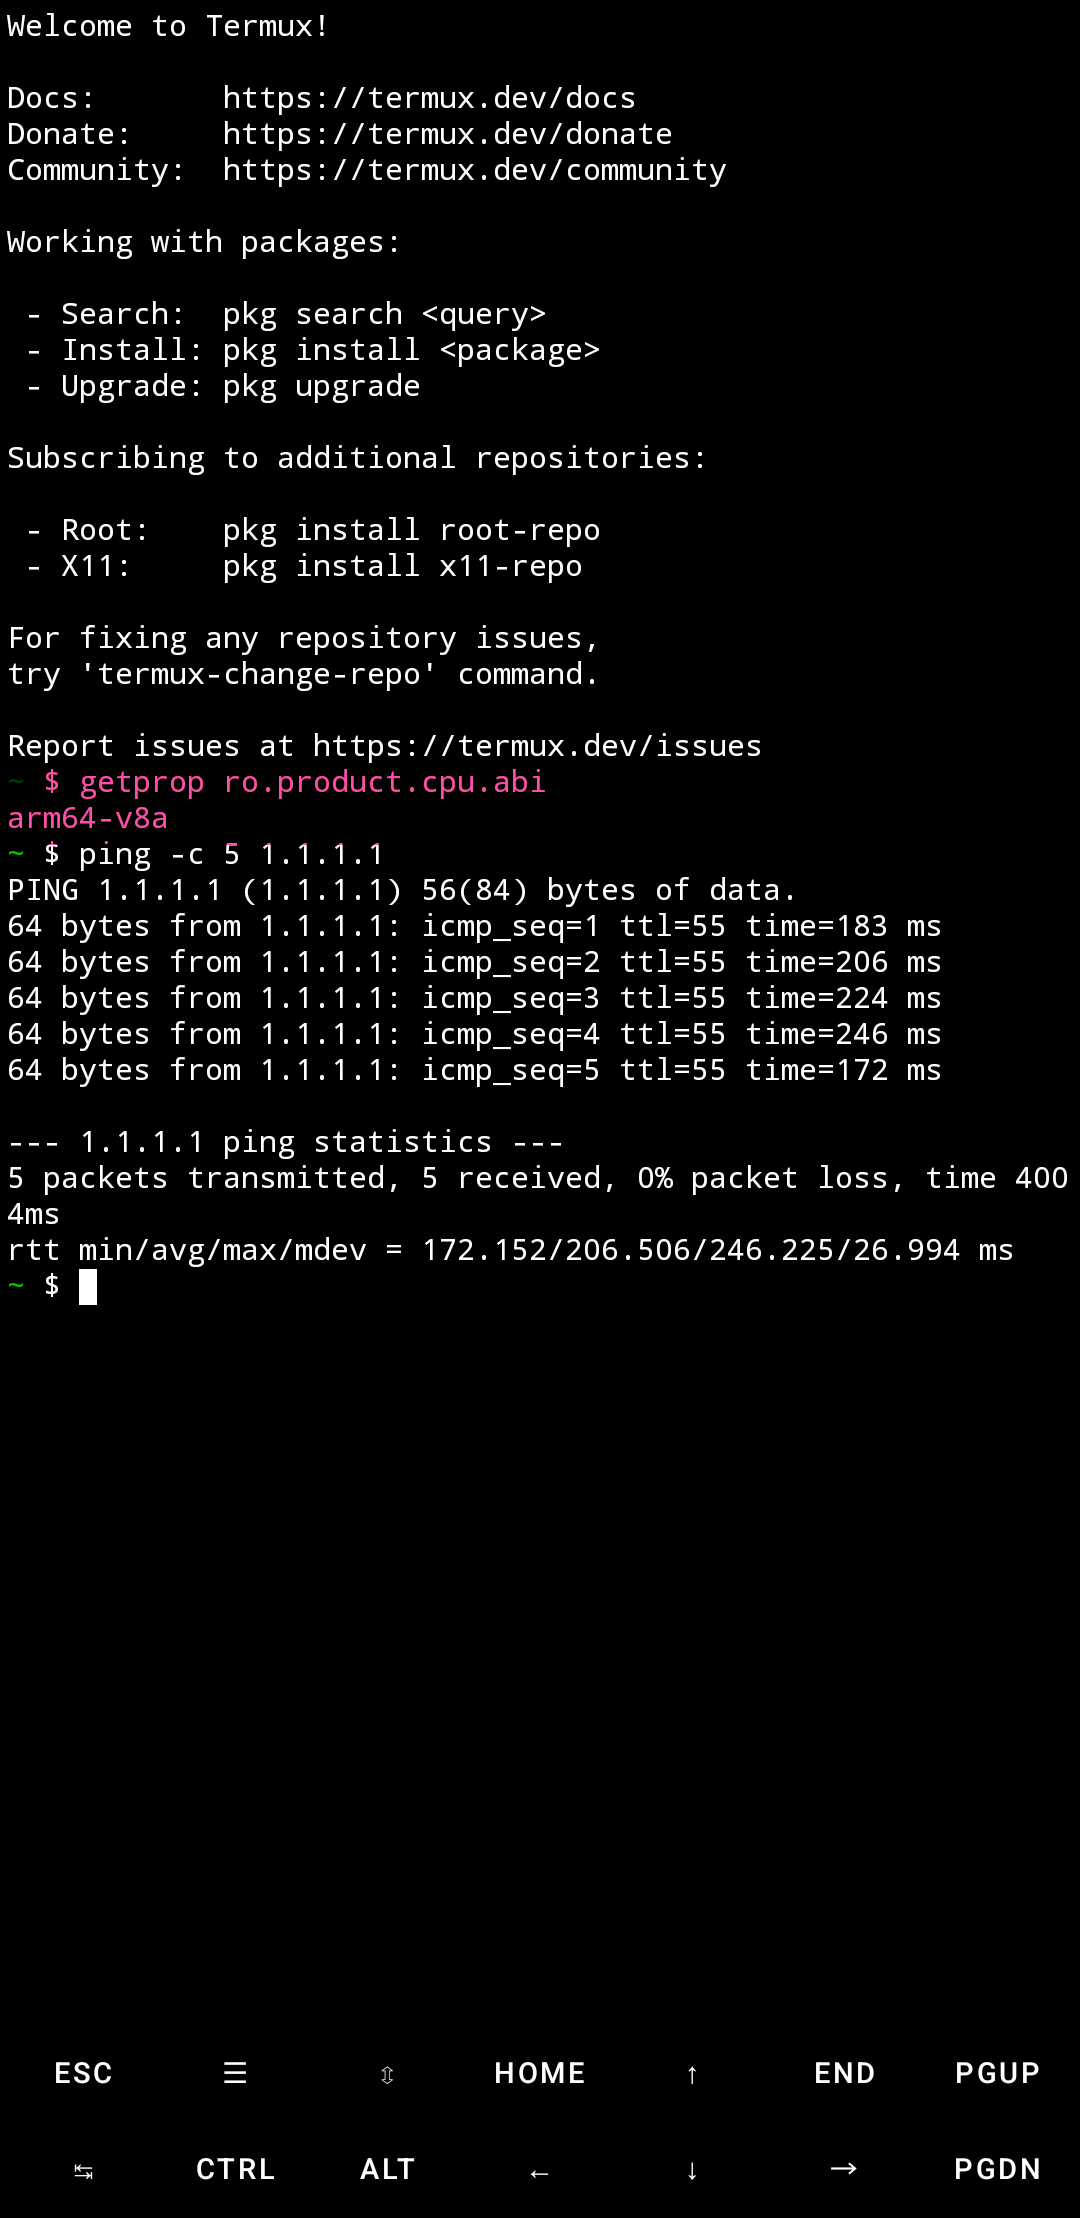 Welcome to Termux!
Docs:       https://termux.dev/docs
Donate:     https://termux.dev/donate
Community:  https://termux.dev/community
Working with packages:
 - Search:  pkg search <query>
 - Install: pkg install <package>
 - Upgrade: pkg upgrade
Subscribing to additional repositories:
 - Root:    pkg install root-repo
 - X11:     pkg install x11-repo
For fixing any repository issues,
try 'termux-change-repo' command.
Report issues at https://termux.dev/issues
~ $ getprop ro.product.cpu.abi
arm64-v8a
~ $ ping -c 5 1.1.1.1
PING 1.1.1.1 (1.1.1.1) 56(84) bytes of data.
64 bytes from 1.1.1.1: icmp_seq=1 ttl=55 time=183 ms
64 bytes from 1.1.1.1: icmp_seq=2 ttl=55 time=206 ms
64 bytes from 1.1.1.1: icmp_seq=3 ttl=55 time=224 ms
64 bytes from 1.1.1.1: icmp_seq=4 ttl=55 time=246 ms
64 bytes from 1.1.1.1: icmp_seq=5 ttl=55 time=172 ms
--- 1.1.1.1 ping statistics ---
5 packets transmitted, 5 received, 0% packet loss, time 400
4ms
rtt min/avg/max/mdev = 172.152/206.506/246.225/26.994 ms
~ $
ESC ☰ ⇳ HOME ↑ END PGUP
↹ CTRL ALT ← ↓ → PGDN